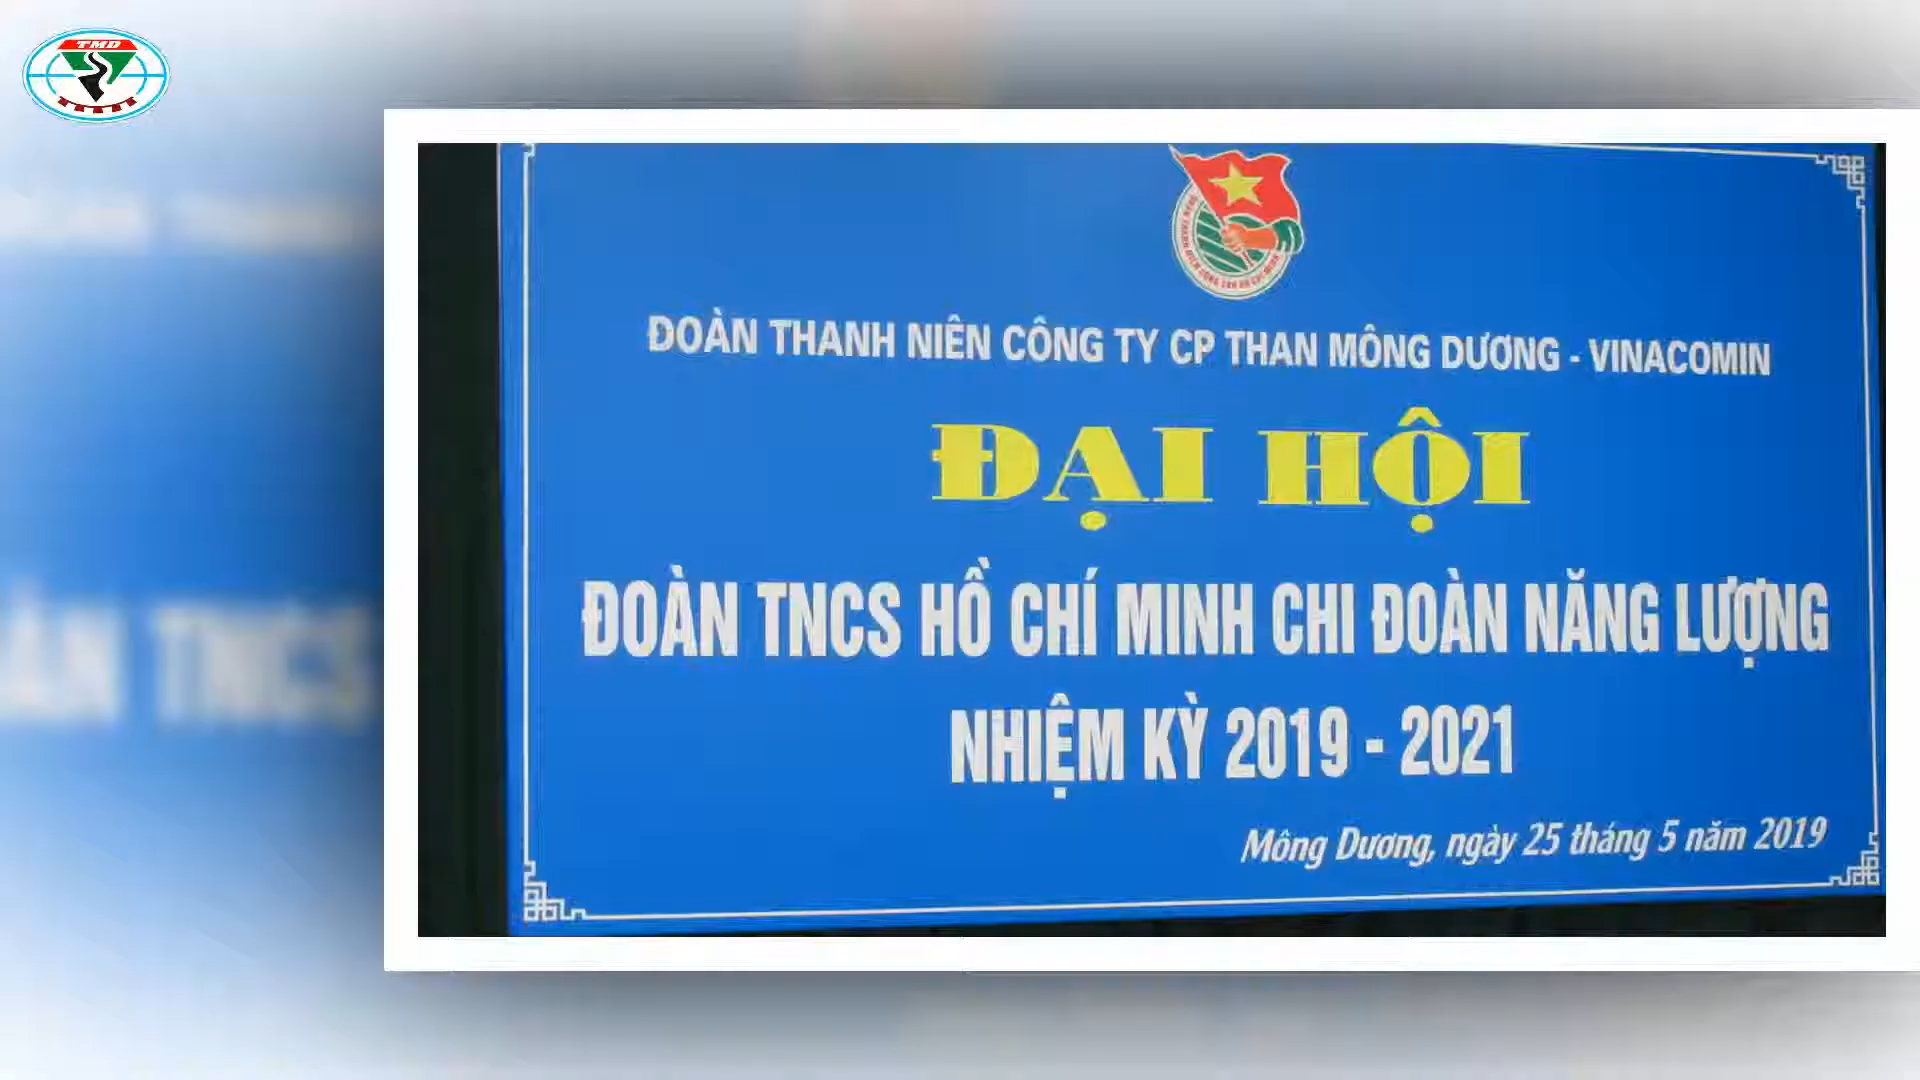 TMD
ĐOÀN THANH NIÊN CÔNG TY CP THAN MÔNG DƯƠNG - VINACOMIN
ĐẠI HỘI
ĐOÀN TNCS HỒ CHÍ MINH CHI ĐOÀN NĂNG LƯỢNG
NHIỆM KỲ 2019 - 2021
Mông Dương, ngày 25 tháng 5 năm 2019